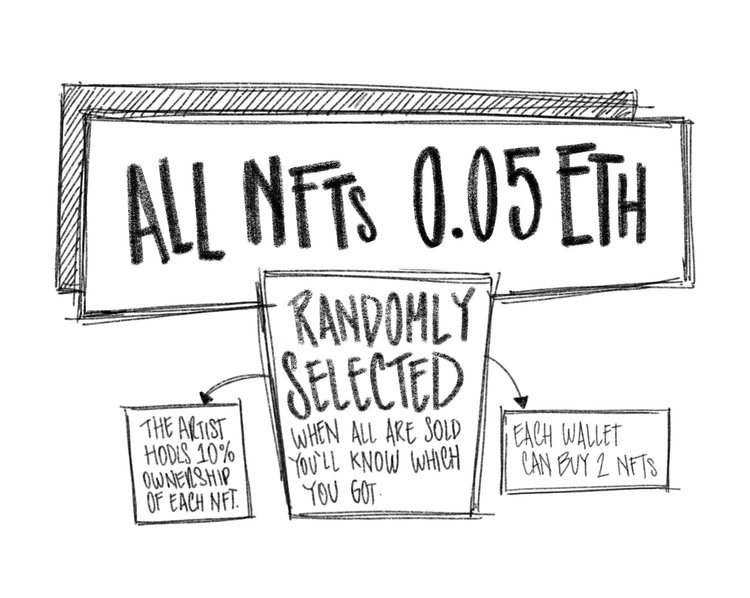 ALL NFTs 0.05 ETH
RANDOMLY
SELECTED
WHEN ALL ARE SOLD
YOU'LL KNOW WHICH
YOU GOT.
THE ARTIST
HODLS 10%
OWNERSHIP
OF EACH NFT.
EACH WALLET
CAN BUY 2 NFTs